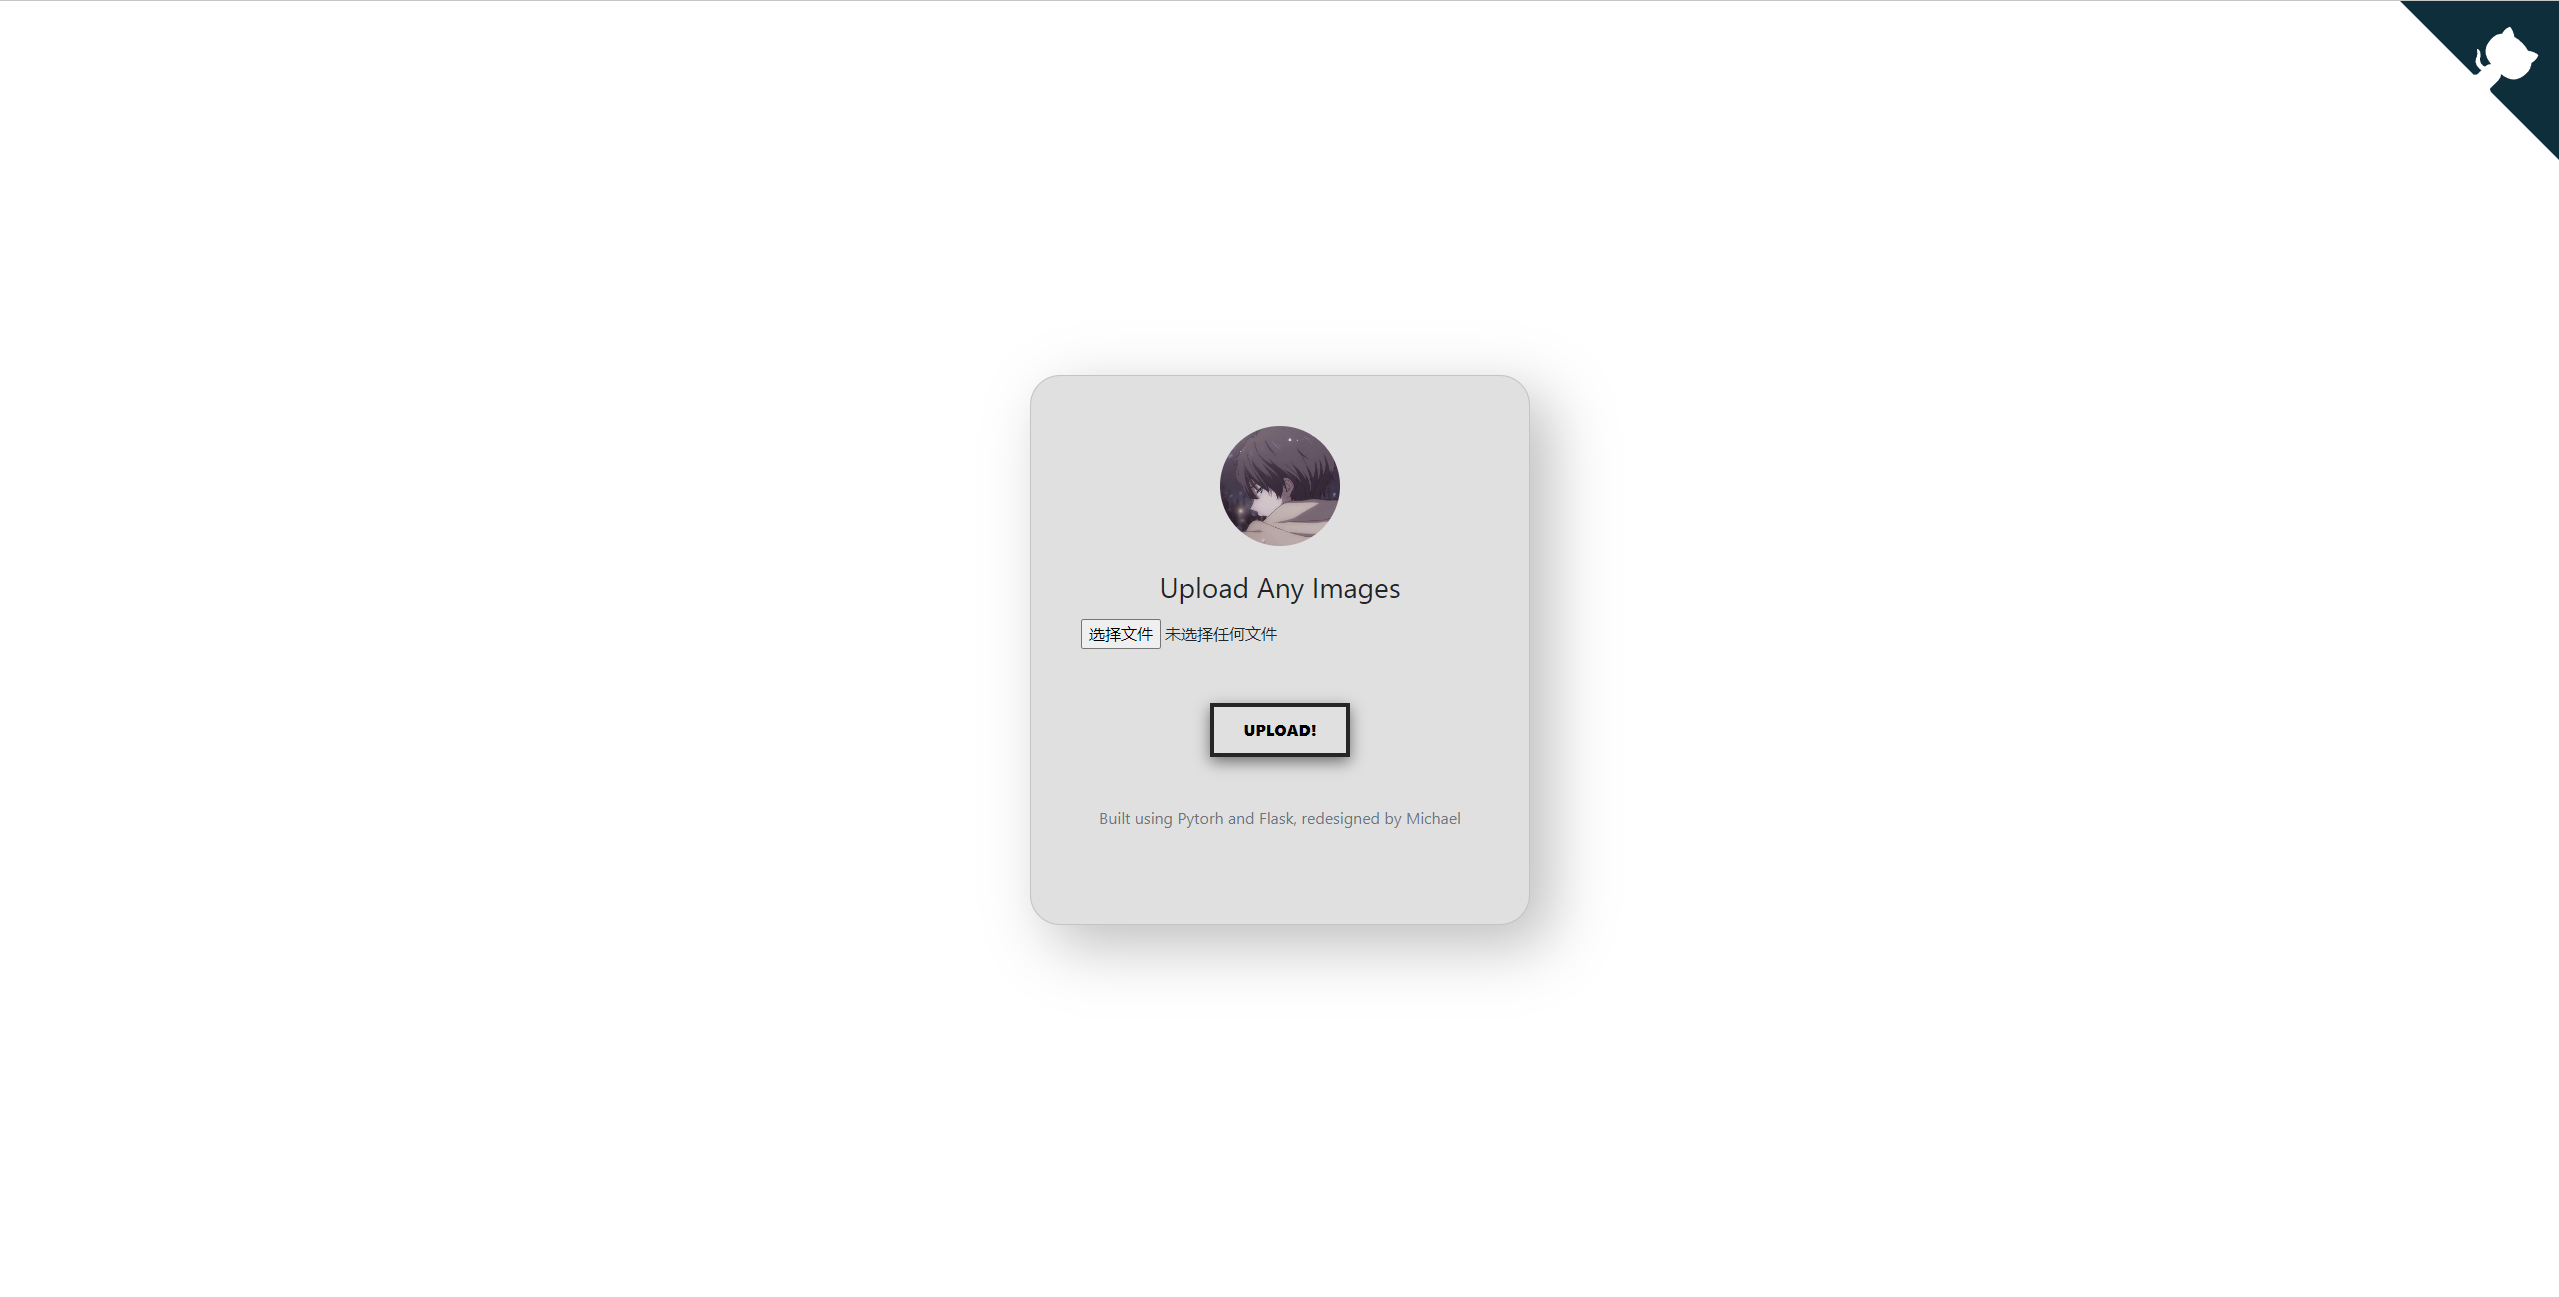 Upload Any Images
选择文件 未选择任何文件
UPLOAD!
Built using Pytorh and Flask, redesigned by Michael